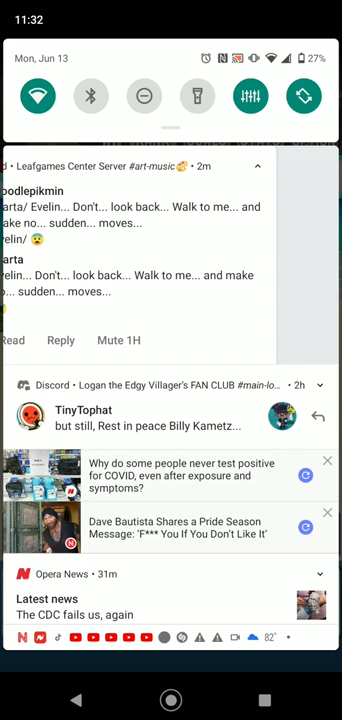 11:32
Mon, Jun 13
27%
d • Leafgames Center Server #art-music🎨 • 2m
oodlepikmin
arta/ Evelin... Don't... look back... Walk to me... and
ake no... sudden... moves...
velin/ 😨
arta
velin... Don't... look back... Walk to me... and make
o... sudden... moves...
Read
Reply
Mute 1H
Discord • Logan the Edgy Villager's FAN CLUB #main-lo... • 2h
TinyTophat
but still, Rest in peace Billy Kametz...
Why do some people never test positive
for COVID, even after exposure and
symptoms?
Dave Bautista Shares a Pride Season
Message: 'F*** You If You Don't Like It'
Opera News • 31m
Latest news
The CDC fails us, again
82°